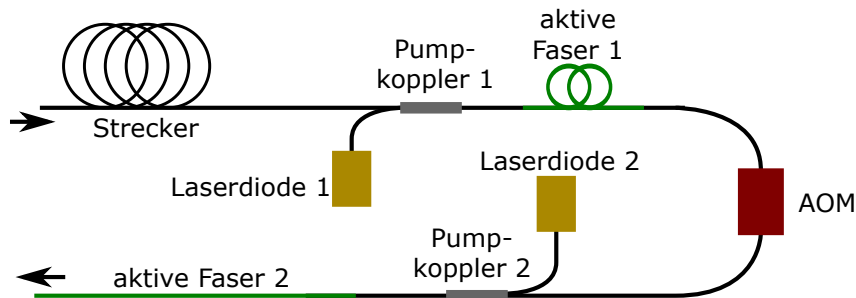 aktive
Faser 1
Pump-
koppler 1
Strecker
Laserdiode 1
Laserdiode 2
AOM
Pump-
koppler 2
aktive Faser 2